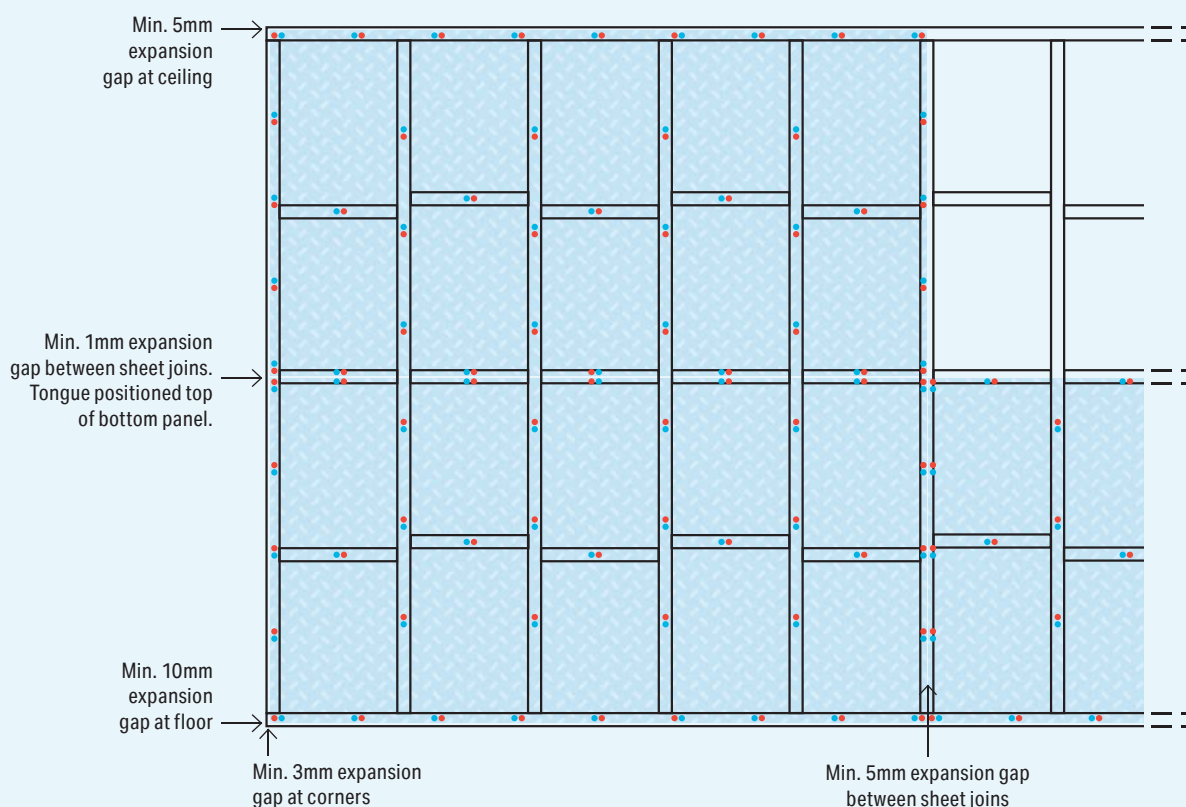 Min. 5mm
expansion
gap at ceiling
Min. 1mm expansion
gap between sheet joins.
Tongue positioned top
of bottom panel.
Min. 10mm
expansion
gap at floor
Min. 3mm expansion
gap at corners
Min. 5mm expansion gap
between sheet joins